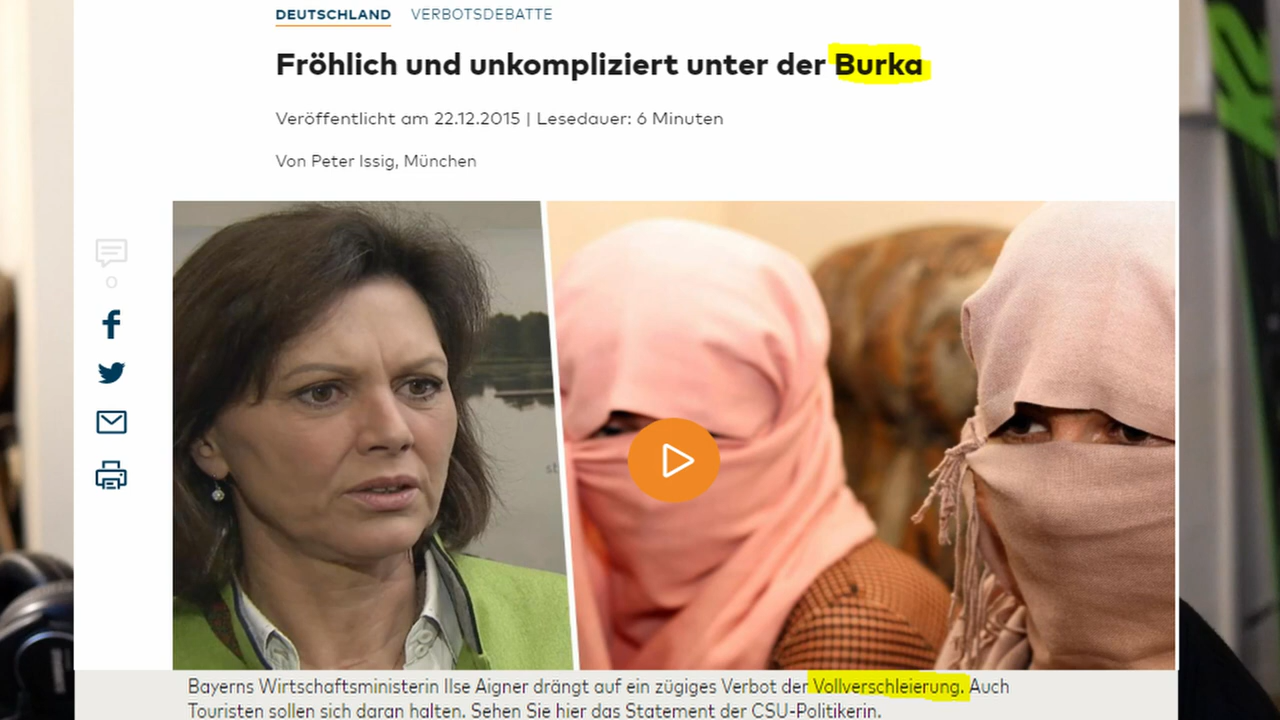 DEUTSCHLAND VERBOTSDEBATTE
Fröhlich und unkompliziert unter der Burka
Veröffentlicht am 22.12.2015 | Lesedauer: 6 Minuten
Von Peter Issig, München
0
Bayerns Wirtschaftsministerin Ilse Aigner drängt auf ein zügiges Verbot der Vollverschleierung. Auch
Touristen sollen sich daran halten. Sehen Sie hier das Statement der CSU-Politikerin.